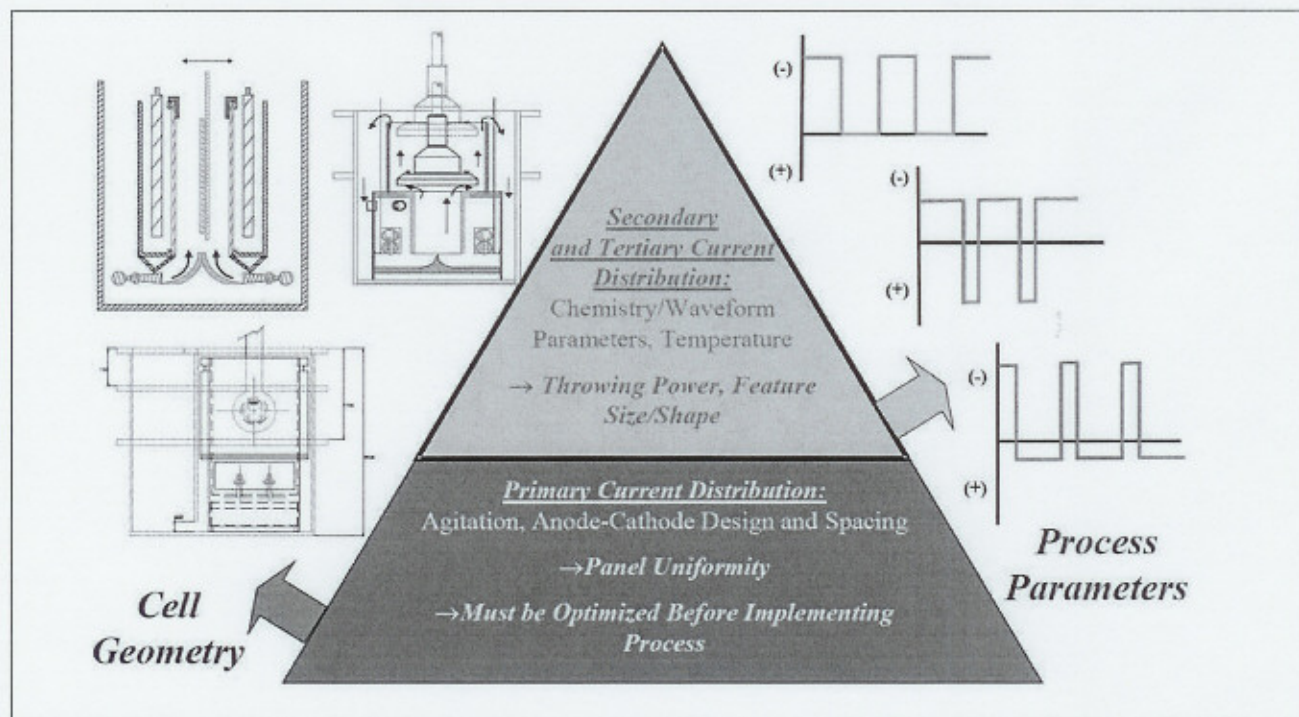 (-)
(+)
(-)
(+)
(-)
(+)
Secondary
and Tertiary Current
Distribution:
Chemistry/Waveform
Parameters, Temperature
→ Throwing Power, Feature
Size/Shape
Primary Current Distribution:
Agitation, Anode-Cathode Design and Spacing
→Panel Uniformity
→Must be Optimized Before Implementing
Process
Cell
Geometry
Process
Parameters